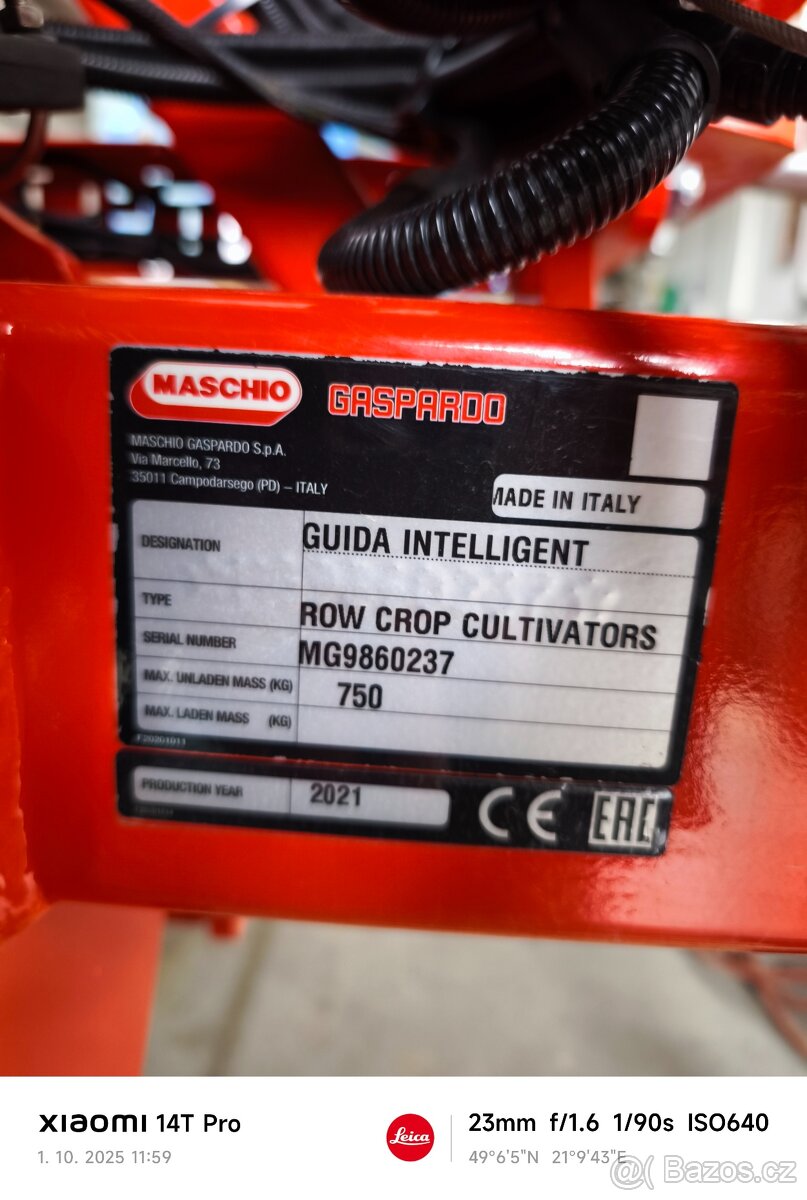 MASCHIO GASPARDO
MASCHIO GASPARDO S.p.A.
Via Marcello, 73
35011 Campodarsego (PD) – ITALY
MADE IN ITALY
DESIGNATION GUIDA INTELLIGENT
TYPE ROW CROP CULTIVATORS
SERIAL NUMBER MG9860237
MAX. UNLADEN MASS (KG) 750
MAX. LADEN MASS (KG)
F20201011
PRODUCTION YEAR 2021
CE EAC
xiaomi 14T Pro
1. 10. 2025 11:59
Leica
23mm f/1.6 1/90s ISO640
49°6'5"N 21°9'43"E
@( Bazos.cz